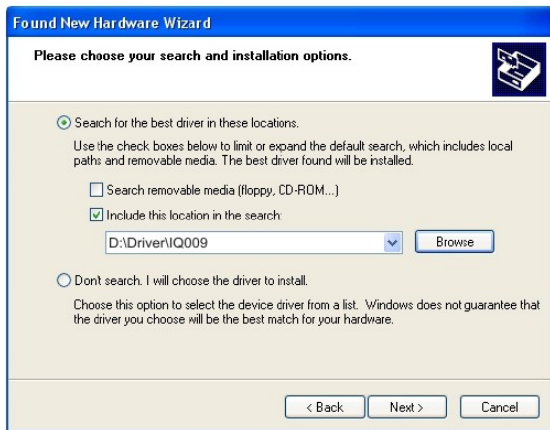 Found New Hardware Wizard
Please choose your search and installation options.
Search for the best driver in these locations.
Use the check boxes below to limit or expand the default search, which includes local
paths and removable media. The best driver found will be installed.
Search removable media (floppy, CD-ROM...)
Include this location in the search:
D:\Driver\IQ009
Browse
Don't search. I will choose the driver to install.
Choose this option to select the device driver from a list. Windows does not guarantee that
the driver you choose will be the best match for your hardware.
< Back Next > Cancel